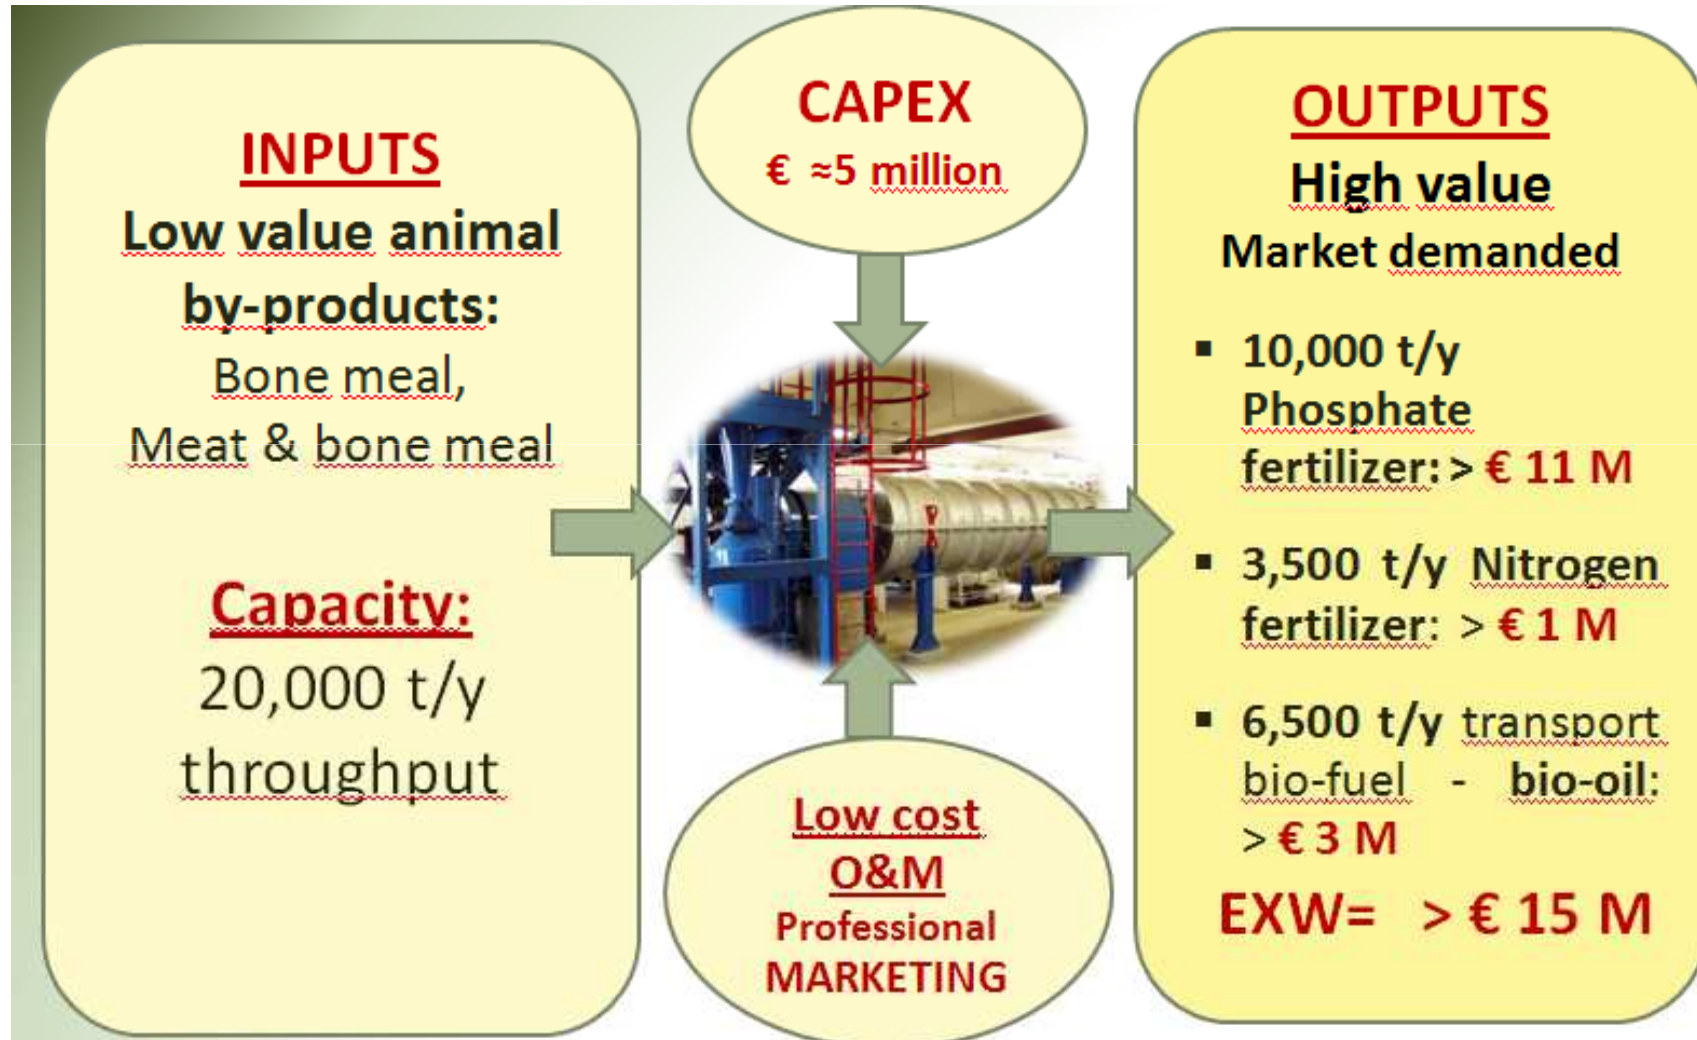 INPUTS
Low value animal
by-products:
Bone meal,
Meat & bone meal
Capacity:
20,000 t/y
throughput
CAPEX
€ ≈5 million
Low cost
O&M
Professional
MARKETING
OUTPUTS
High value
Market demanded
▪ 10,000 t/y
Phosphate
fertilizer: > € 11 M
▪ 3,500 t/y Nitrogen
fertilizer: > € 1 M
▪ 6,500 t/y transport
bio-fuel - bio-oil:
> € 3 M
EXW= > € 15 M